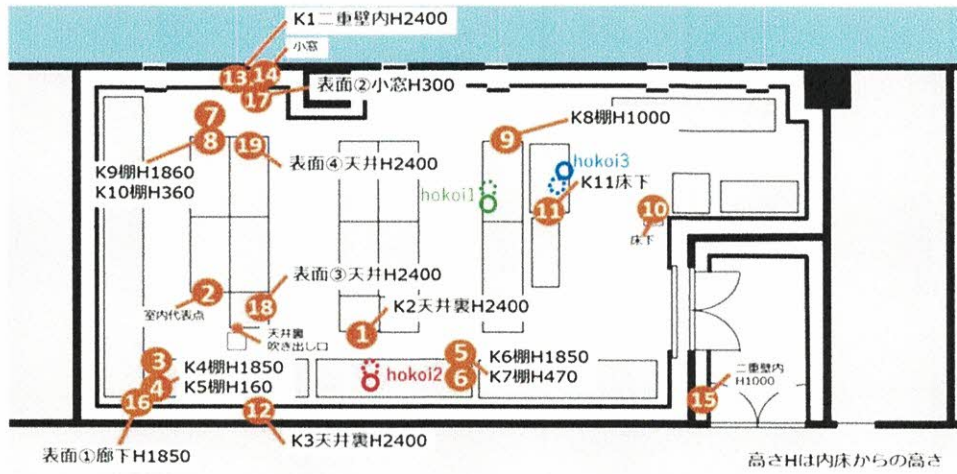 K1二重壁内H2400
小窓
13
14
17
表面②小窓H300
7
8
K9棚H1860
K10棚H360
19
表面④天井H2400
9
K8棚H1000
hokoi3
hokoi1
K11床下
11
10
床下
2
室内代表点
表面③天井H2400
18
天井裏
吹き出し口
K2天井裏H2400
1
3
4
K4棚H1850
K5棚H160
16
hokoi2
5
6
K6棚H1850
K7棚H470
二重壁内
H1000
15
12
K3天井裏H2400
表面①廊下H1850
高さHは内床からの高さ